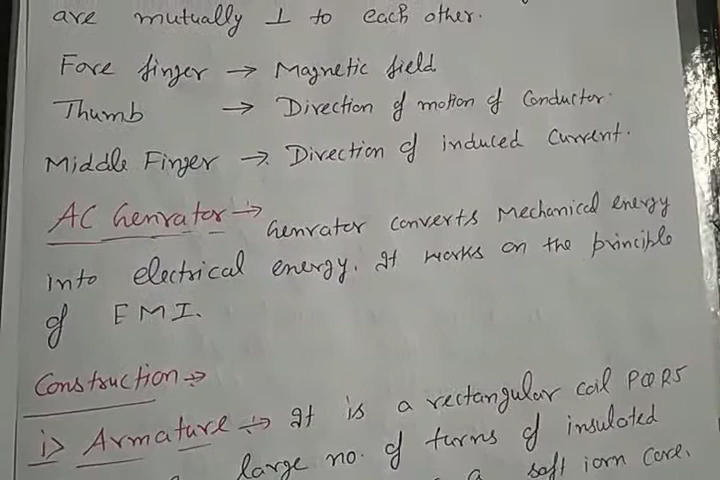 are mutually ⊥ to each other.
Fore finger → Magnetic field
Thumb → Direction of motion of Conductor.
Middle Finger → Direction of induced Current.
AC Genrator → Genrator converts Mechanical energy
into electrical energy. It works on the principle
of EMI.
Construction →
i> Armature → It is a rectangular coil PQRS
large no. of turns of insulated
a soft iorn Core.